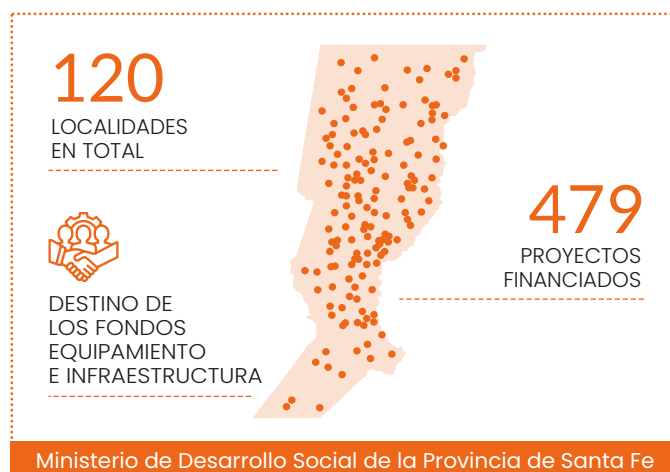 120
LOCALIDADES
EN TOTAL
479
PROYECTOS
FINANCIADOS
DESTINO DE
LOS FONDOS
EQUIPAMIENTO
E INFRAESTRUCTURA
Ministerio de Desarrollo Social de la Provincia de Santa Fe